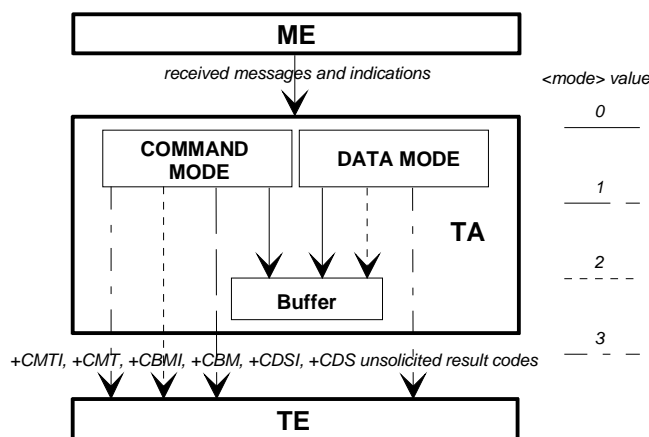 ME
received messages and indications
<mode> value
0
COMMAND
MODE
DATA MODE
1
TA
2
Buffer
3
+CMTI, +CMT, +CBMI, +CBM, +CDSI, +CDS unsolicited result codes
TE